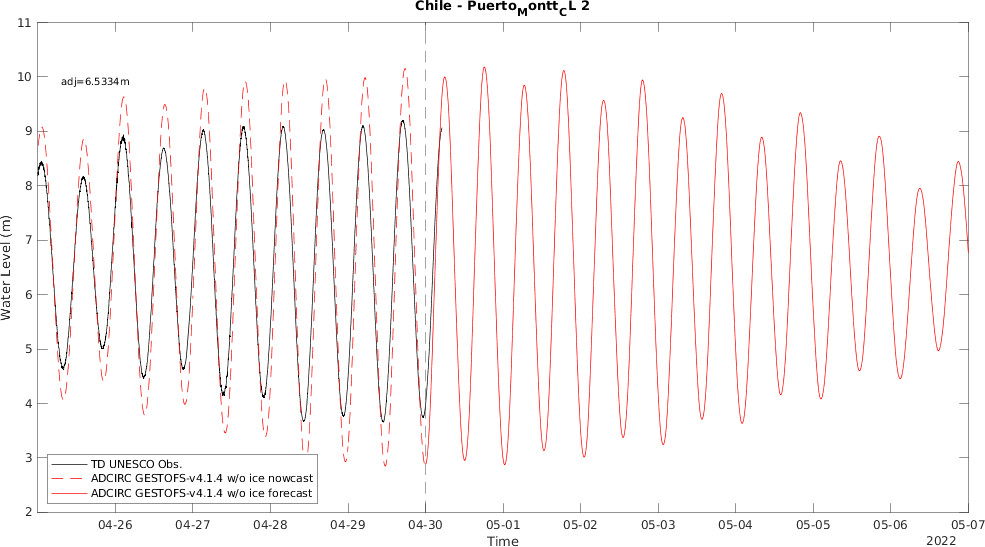 Chile - Puerto_Montt_CL 2
11
10
9
8
7
6
5
4
3
2
Water Level (m)
adj=6.5334m
TD UNESCO Obs.
ADCIRC GESTOFS-v4.1.4 w/o ice nowcast
ADCIRC GESTOFS-v4.1.4 w/o ice forecast
04-26 04-27 04-28 04-29 04-30 05-01 05-02 05-03 05-04 05-05 05-06 05-07
Time
2022